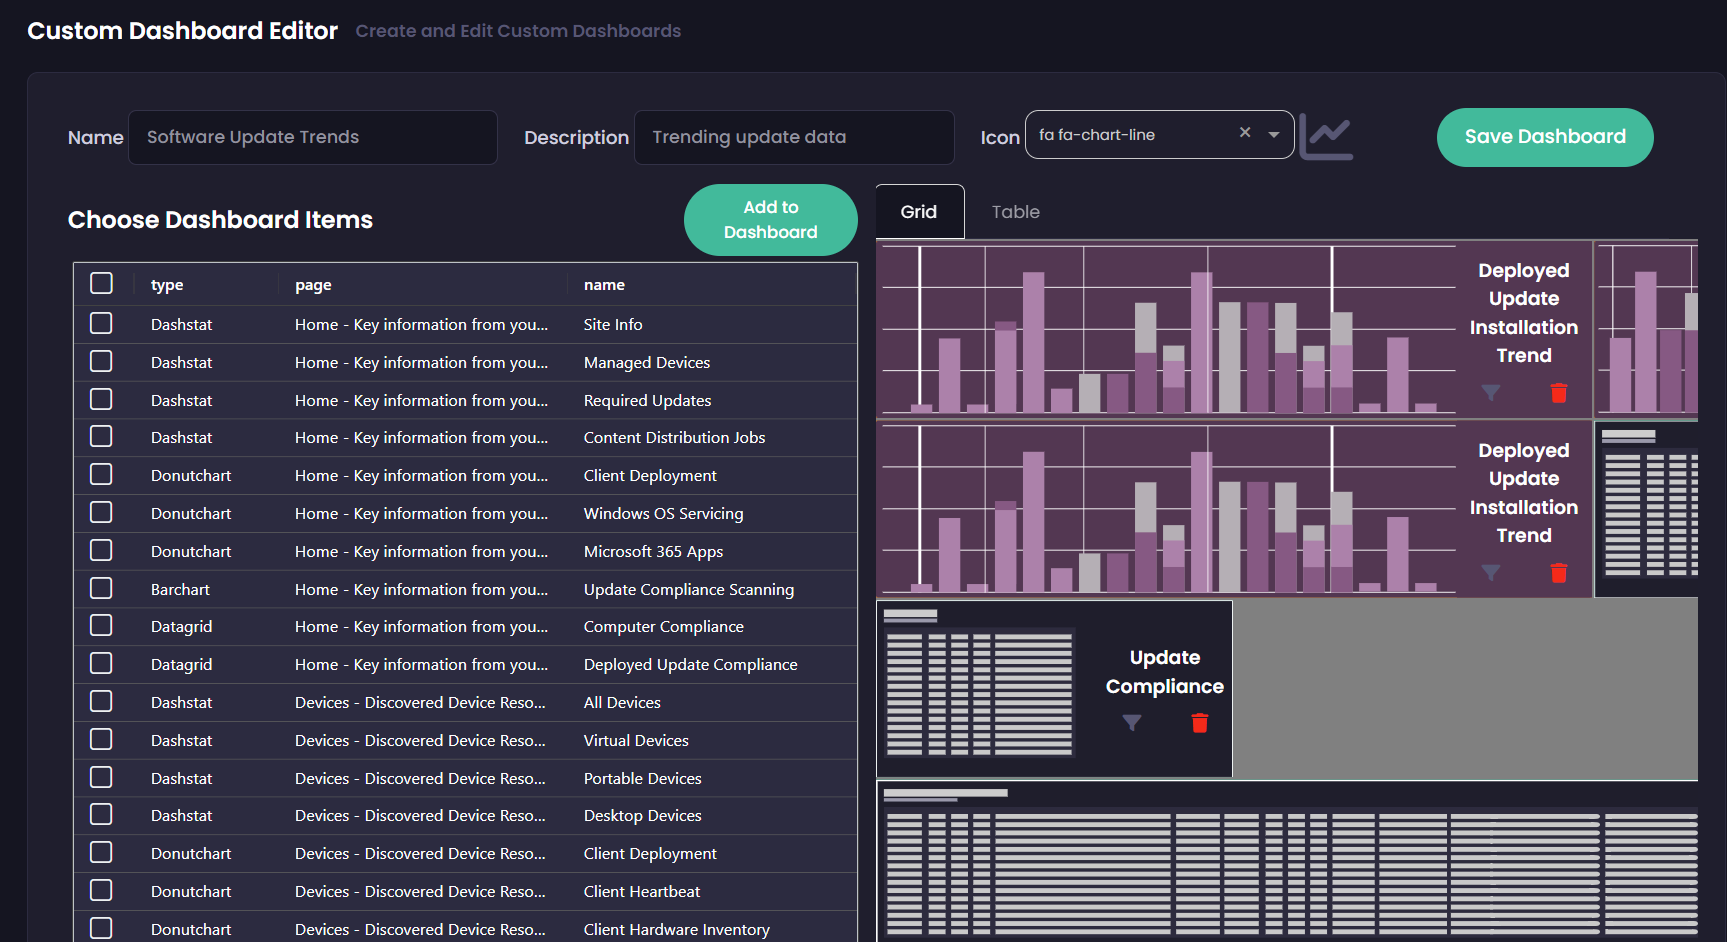 Custom Dashboard Editor Create and Edit Custom Dashboards
Name Software Update Trends Description Trending update data Icon fa fa-chart-line Save Dashboard
Choose Dashboard Items
Add to
Dashboard
type page name
Dashstat Home - Key information from you... Site Info
Dashstat Home - Key information from you... Managed Devices
Dashstat Home - Key information from you... Required Updates
Dashstat Home - Key information from you... Content Distribution Jobs
Donutchart Home - Key information from you... Client Deployment
Donutchart Home - Key information from you... Windows OS Servicing
Donutchart Home - Key information from you... Microsoft 365 Apps
Barchart Home - Key information from you... Update Compliance Scanning
Datagrid Home - Key information from you... Computer Compliance
Datagrid Home - Key information from you... Deployed Update Compliance
Dashstat Devices - Discovered Device Reso... All Devices
Dashstat Devices - Discovered Device Reso... Virtual Devices
Dashstat Devices - Discovered Device Reso... Portable Devices
Dashstat Devices - Discovered Device Reso... Desktop Devices
Donutchart Devices - Discovered Device Reso... Client Deployment
Donutchart Devices - Discovered Device Reso... Client Heartbeat
Donutchart Devices - Discovered Device Reso... Client Hardware Inventory
Grid Table
Deployed
Update
Installation
Trend
Deployed
Update
Installation
Trend
Update
Compliance